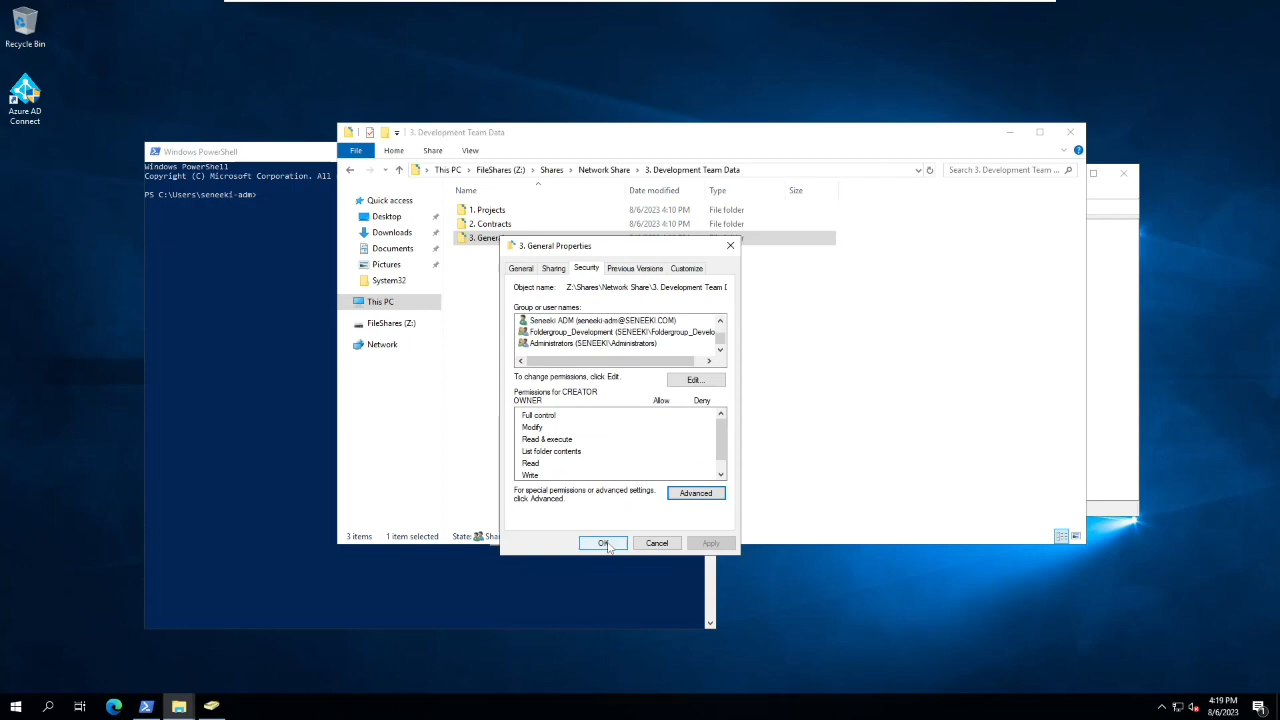 Recycle Bin
Azure AD
Connect
3. Development Team Data
Windows PowerShell
File
Home
Share
View
Windows PowerShell
Copyright (C) Microsoft Corporation. All
PS C:\Users\seneeki-adm>
This PC
FileShares (Z:)
Shares
Network Share
3. Development Team Data
Search 3. Development Team ...
Name
Date modified
Type
Size
Quick access
Desktop
Downloads
Documents
Pictures
System32
This PC
FileShares (Z:)
Network
1. Projects 8/6/2023 4:10 PM File folder
2. Contracts 8/6/2023 4:10 PM File folder
3. Genera
3. General Properties
General
Sharing
Security
Previous Versions
Customize
Object name: Z:\Shares\Network Share\3. Development Team D
Group or user names:
Seneeki ADM (seneeki-adm@SENEEKI.COM)
Foldergroup_Development (SENEEKI\Foldergroup_Develo
Administrators (SENEEKI\Administrators)
To change permissions, click Edit.
Edit...
Permissions for CREATOR
OWNER
Allow
Deny
Full control
Modify
Read & execute
List folder contents
Read
Write
For special permissions or advanced settings,
click Advanced.
Advanced
OK
Cancel
Apply
3 items
1 item selected
State:
Sha
4:19 PM
8/6/2023